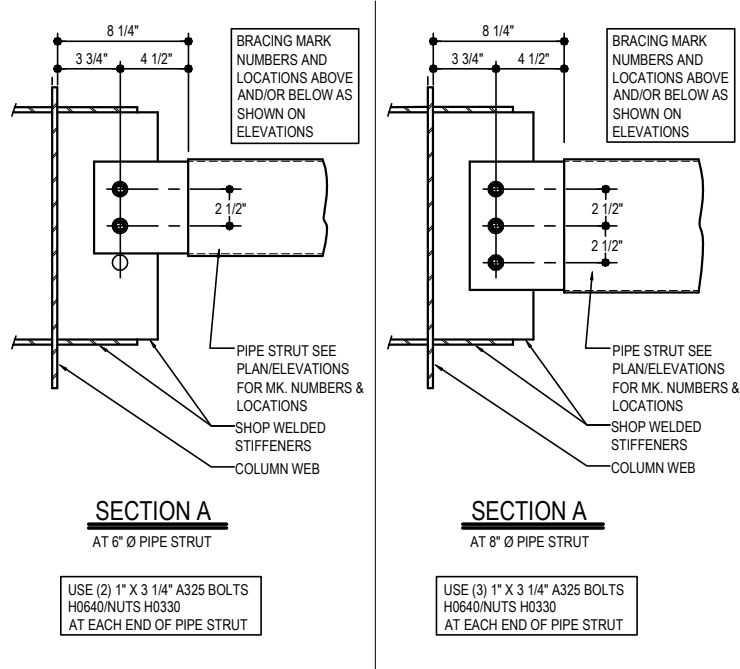 8 1/4"
3 3/4"
4 1/2"
BRACING MARK
NUMBERS AND
LOCATIONS ABOVE
AND/OR BELOW AS
SHOWN ON
ELEVATIONS
2 1/2"
PIPE STRUT SEE
PLAN/ELEVATIONS
FOR MK. NUMBERS &
LOCATIONS
SHOP WELDED
STIFFENERS
COLUMN WEB
SECTION A
AT 6" Ø PIPE STRUT
USE (2) 1" X 3 1/4" A325 BOLTS
H0640/NUTS H0330
AT EACH END OF PIPE STRUT
8 1/4"
3 3/4"
4 1/2"
BRACING MARK
NUMBERS AND
LOCATIONS ABOVE
AND/OR BELOW AS
SHOWN ON
ELEVATIONS
2 1/2"
2 1/2"
PIPE STRUT SEE
PLAN/ELEVATIONS
FOR MK. NUMBERS &
LOCATIONS
SHOP WELDED
STIFFENERS
COLUMN WEB
SECTION A
AT 8" Ø PIPE STRUT
USE (3) 1" X 3 1/4" A325 BOLTS
H0640/NUTS H0330
AT EACH END OF PIPE STRUT